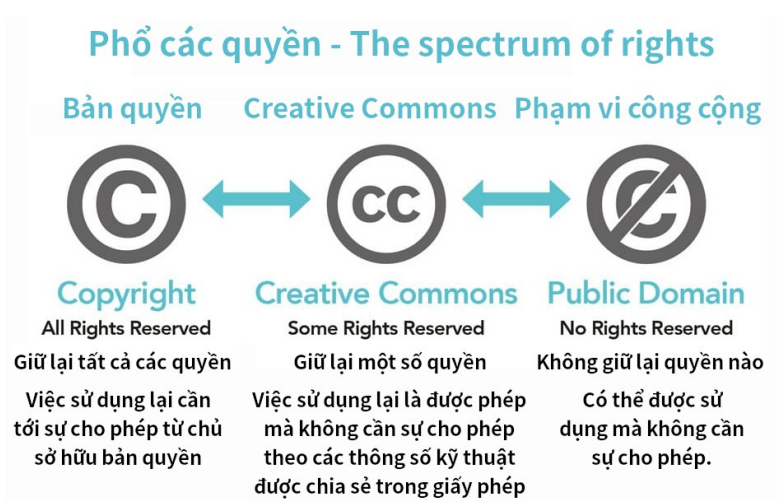 Phổ các quyền - The spectrum of rights
Bản quyền Creative Commons Phạm vi công cộng
C CC C
Copyright Creative Commons Public Domain
All Rights Reserved Some Rights Reserved No Rights Reserved
Giữ lại tất cả các quyền Giữ lại một số quyền Không giữ lại quyền nào
Việc sử dụng lại cần
tới sự cho phép từ chủ
sở hữu bản quyền
Việc sử dụng lại là được phép
mà không cần sự cho phép
theo các thông số kỹ thuật
được chia sẻ trong giấy phép
Có thể được sử
dụng mà không cần
sự cho phép.